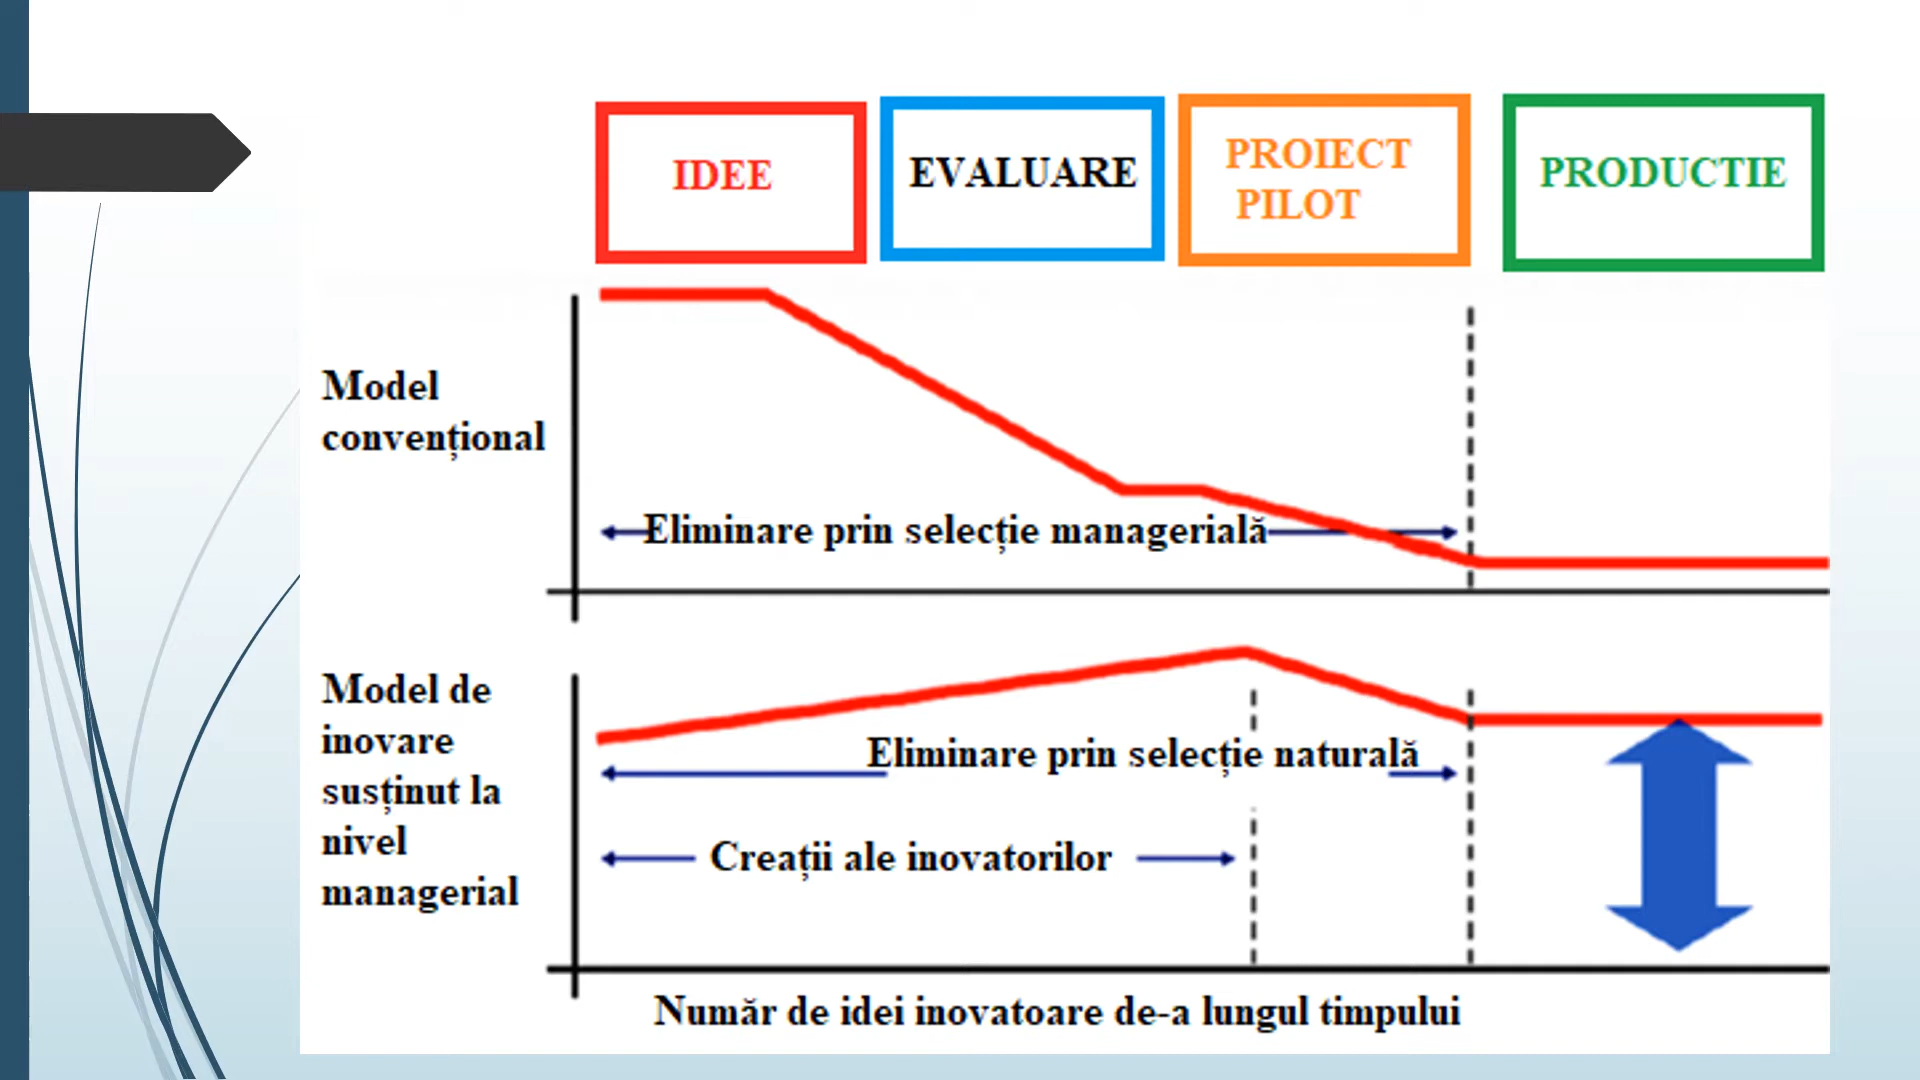 IDEE
EVALUARE
PROIECT
PILOT
PRODUCTIE
Model
convențional
Eliminare prin selecție managerială
Model de
inovare
susținut la
nivel
managerial
Eliminare prin selecție naturală
Creații ale inovatorilor
Număr de idei inovatoare de-a lungul timpului